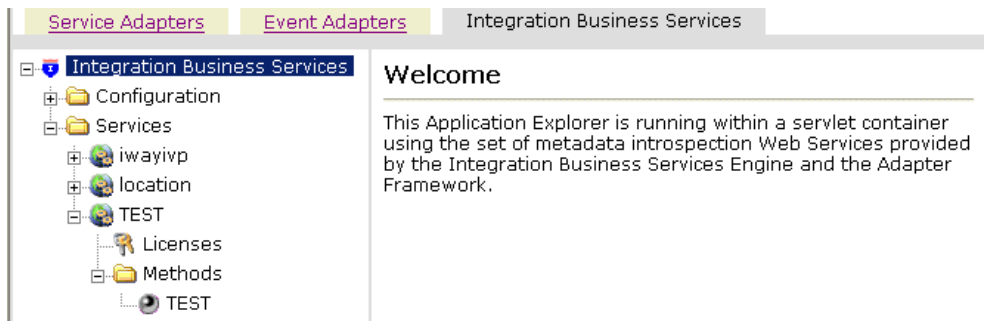 Service Adapters Event Adapters Integration Business Services
Integration Business Services
Configuration
Services
iwayivp
location
TEST
Licenses
Methods
TEST
Welcome
This Application Explorer is running within a servlet container
using the set of metadata introspection Web Services provided
by the Integration Business Services Engine and the Adapter
Framework.